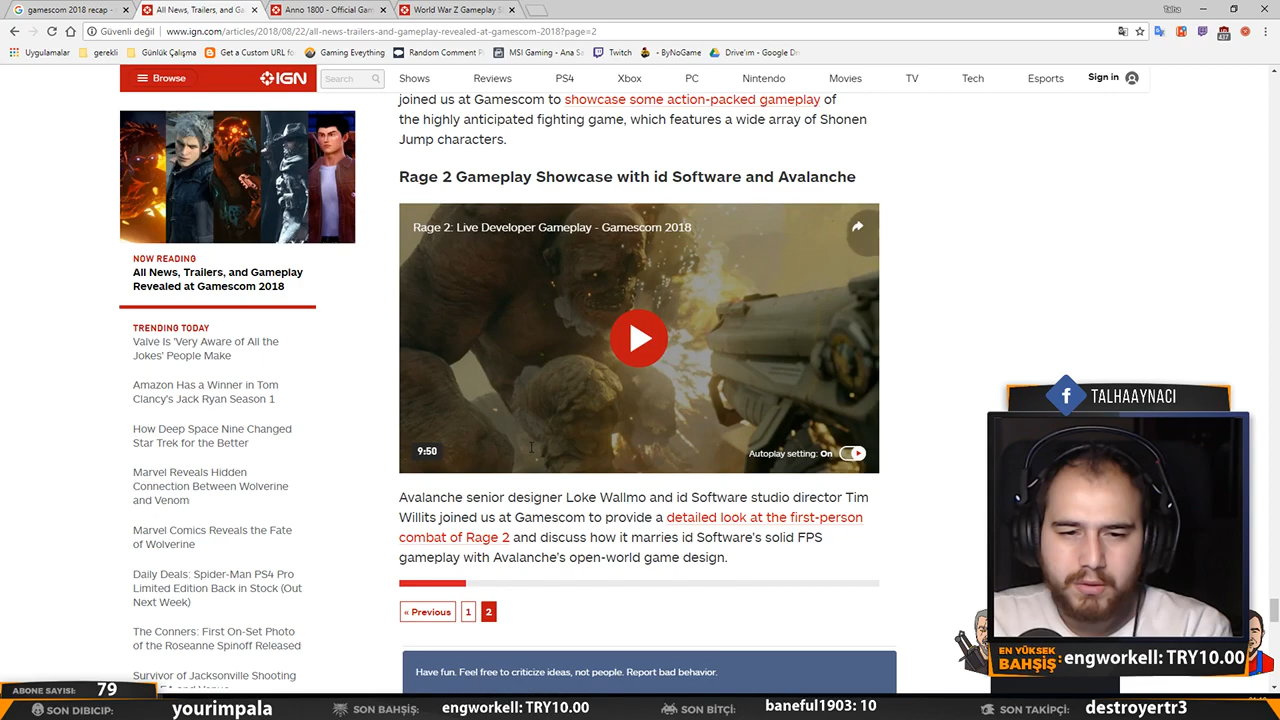 gamescom 2018 recap -
All News, Trailers, and Ga
Anno 1800 - Official Gam
World War Z Gameplay S
Talha
Güvenli değil
www.ign.com/articles/2018/08/22/all-news-trailers-and-gameplay-revealed-at-gamescom-2018?page=2
437
Uygulamalar
gerekli
Günlük Çalışma
Get a Custom URL for
Gaming Eveything
Random Comment P
MSI Gaming - Ana Sa
Twitch
- ByNoGame
Drive'ım - Google Dr
Browse
IGN
Search
Shows
Reviews
PS4
Xbox
PC
Nintendo
Movies
TV
Tech
Esports
Sign in
joined us at Gamescom to showcase some action-packed gameplay of
the highly anticipated fighting game, which features a wide array of Shonen
Jump characters.
Rage 2 Gameplay Showcase with id Software and Avalanche
Rage 2: Live Developer Gameplay - Gamescom 2018
9:50
Autoplay setting: On
Avalanche senior designer Loke Wallmo and id Software studio director Tim
Willits joined us at Gamescom to provide a detailed look at the first-person
combat of Rage 2 and discuss how it marries id Software's solid FPS
gameplay with Avalanche's open-world game design.
« Previous
1
2
Have fun. Feel free to criticize ideas, not people. Report bad behavior.
NOW READING
All News, Trailers, and Gameplay
Revealed at Gamescom 2018
TRENDING TODAY
Valve Is 'Very Aware of All the
Jokes' People Make
Amazon Has a Winner in Tom
Clancy's Jack Ryan Season 1
How Deep Space Nine Changed
Star Trek for the Better
Marvel Reveals Hidden
Connection Between Wolverine
and Venom
Marvel Comics Reveals the Fate
of Wolverine
Daily Deals: Spider-Man PS4 Pro
Limited Edition Back in Stock (Out
Next Week)
The Conners: First On-Set Photo
of the Roseanne Spinoff Released
Survivor of Jacksonville Shooting
TALHAAYNACI
EN YÜKSEK
BAHŞİŞ:
engworkell: TRY10.00
ABONE SAYISI:
79
SON DIBICIP:
yourimpala
SON BAHŞİŞ:
engworkell: TRY10.00
SON BİTÇİ:
baneful1903: 10
SON TAKİPÇİ:
destroyertr3